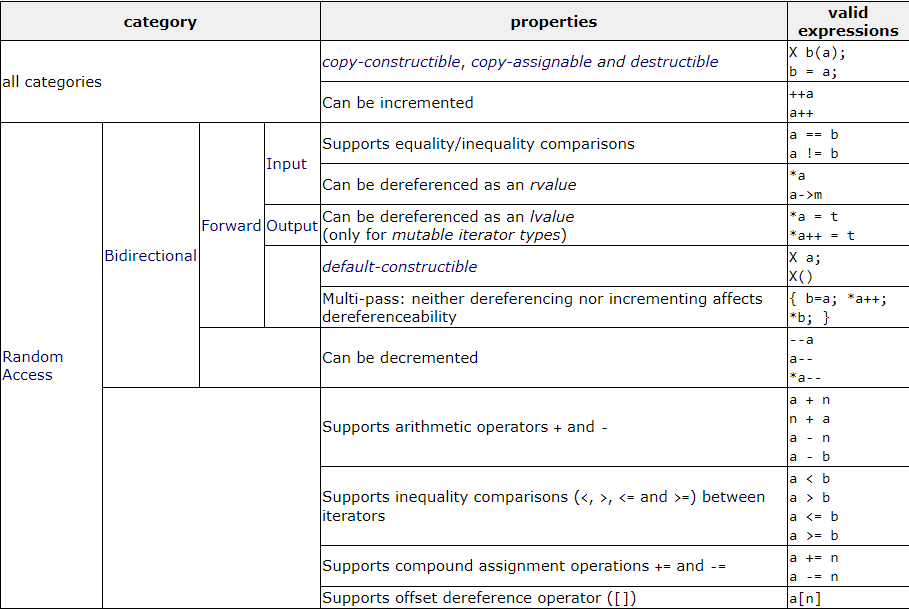 category properties valid expressions
all categories
copy-constructible, copy-assignable and destructible
X b(a);
b = a;
Can be incremented
++a
a++
Random
Access
Bidirectional
Forward
Input
Supports equality/inequality comparisons
a == b
a != b
Can be dereferenced as an rvalue
*a
a->m
Output
Can be dereferenced as an lvalue
(only for mutable iterator types)
*a = t
*a++ = t
default-constructible
X a;
X()
Multi-pass: neither dereferencing nor incrementing affects
dereferenceability
{ b=a; *a++;
*b; }
Can be decremented
--a
a--
*a--
Supports arithmetic operators + and -
a + n
n + a
a - n
a - b
Supports inequality comparisons (<, >, <= and >=) between
iterators
a < b
a > b
a <= b
a >= b
Supports compound assignment operations += and -=
a += n
a -= n
Supports offset dereference operator ([])
a[n]